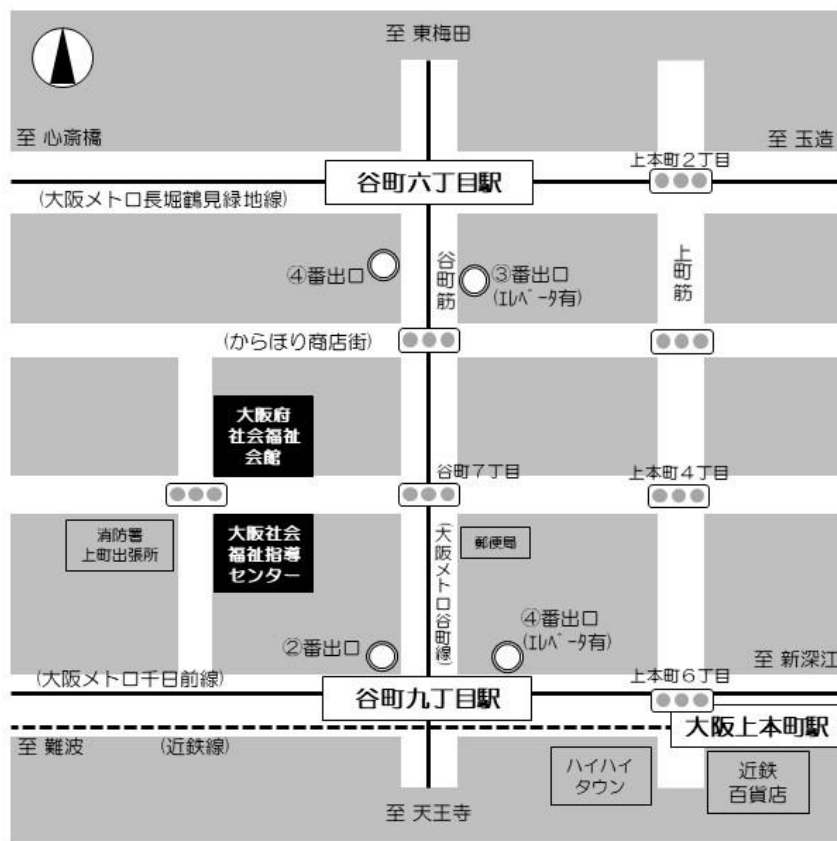 至 東梅田
至 心斎橋
至 玉造
上本町２丁目
谷町六丁目駅
(大阪メトロ長堀鶴見緑地線)
④番出口
谷町筋
③番出口
(ｴﾚﾍﾞｰﾀ有)
上町筋
(からほり商店街)
大阪府
社会福祉
会館
谷町７丁目
上本町４丁目
消防署
上町出張所
大阪社会
福祉指導
センター
(大阪メトロ谷町線)
郵便局
②番出口
④番出口
(ｴﾚﾍﾞｰﾀ有)
至 新深江
(大阪メトロ千日前線)
上本町６丁目
谷町九丁目駅
大阪上本町駅
至 難波
(近鉄線)
ハイハイ
タウン
近鉄
百貨店
至 天王寺